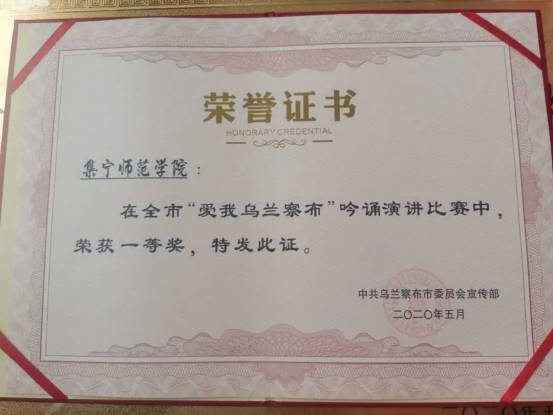 荣誉证书
HONORARY CREDENTIAL
集宁师范学院：
在全市“爱我乌兰察布”吟诵演讲比赛中，
荣获一等奖，特发此证。
中共乌兰察布市委员会宣传部
二〇二〇年五月